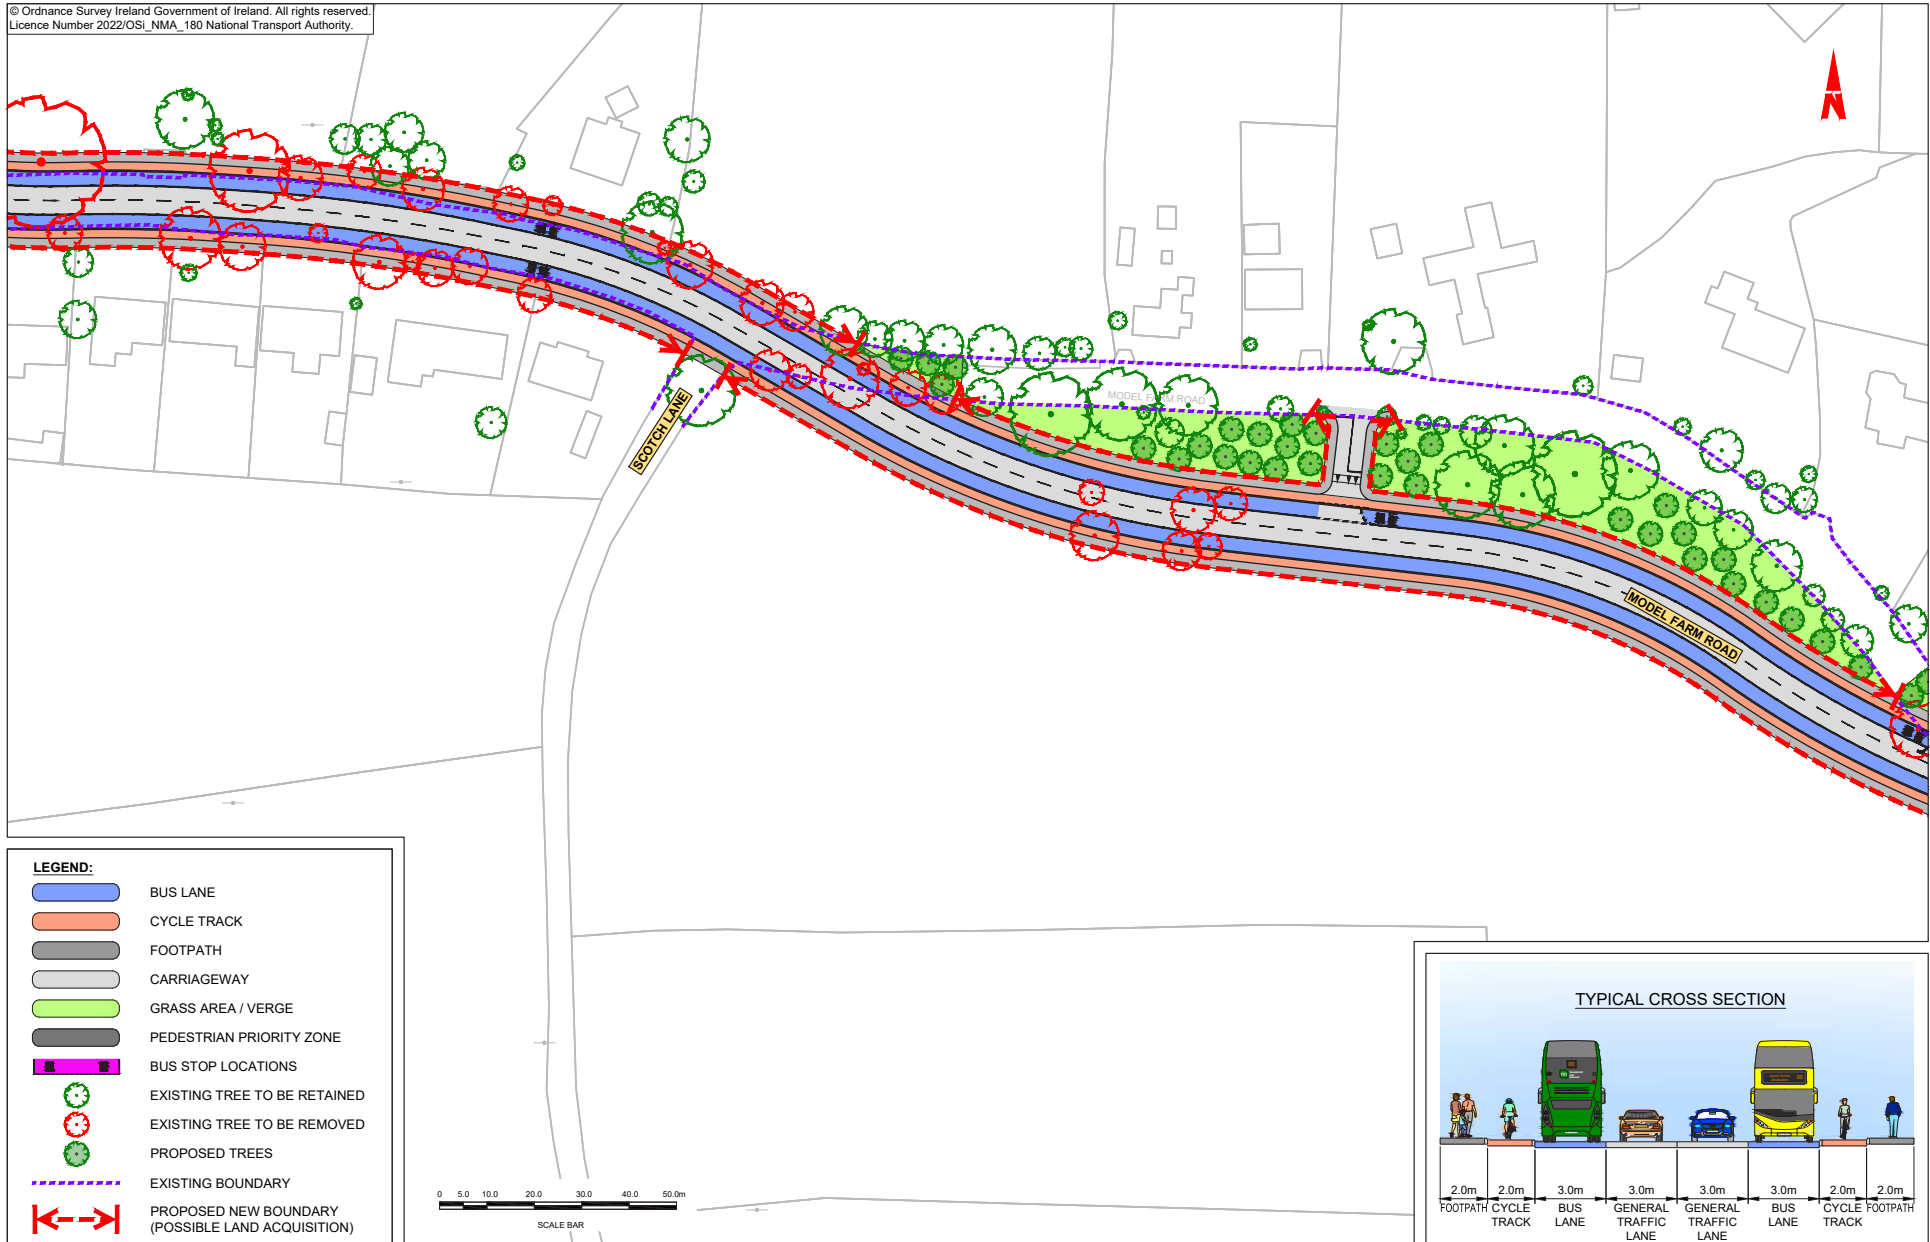 © Ordnance Survey Ireland Government of Ireland. All rights reserved.
Licence Number 2022/OSi_NMA_180 National Transport Authority.
N
MODEL FARM ROAD
SCOTCH LANE
MODEL FARM ROAD
LEGEND:
BUS LANE
CYCLE TRACK
FOOTPATH
CARRIAGEWAY
GRASS AREA / VERGE
PEDESTRIAN PRIORITY ZONE
BUS STOP LOCATIONS
EXISTING TREE TO BE RETAINED
EXISTING TREE TO BE REMOVED
PROPOSED TREES
EXISTING BOUNDARY
PROPOSED NEW BOUNDARY
(POSSIBLE LAND ACQUISITION)
0 5.0 10.0 20.0 30.0 40.0 50.0m
SCALE BAR
TYPICAL CROSS SECTION
2.0m 2.0m 3.0m 3.0m 3.0m 3.0m 2.0m 2.0m
FOOTPATH CYCLE BUS GENERAL GENERAL BUS CYCLE FOOTPATH
TRACK LANE TRAFFIC TRAFFIC LANE TRACK
LANE LANE